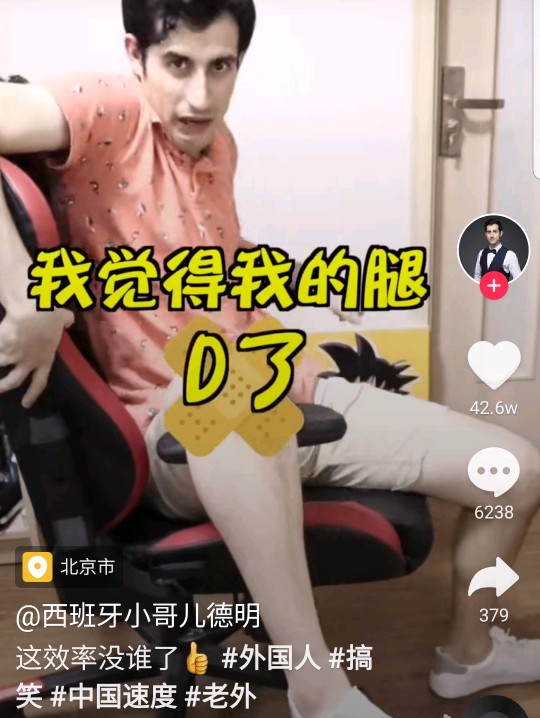 我觉得我的腿
D了
42.6w
6238
379
北京市
@西班牙小哥儿德明
这效率没谁了👍 #外国人 #搞
笑 #中国速度 #老外